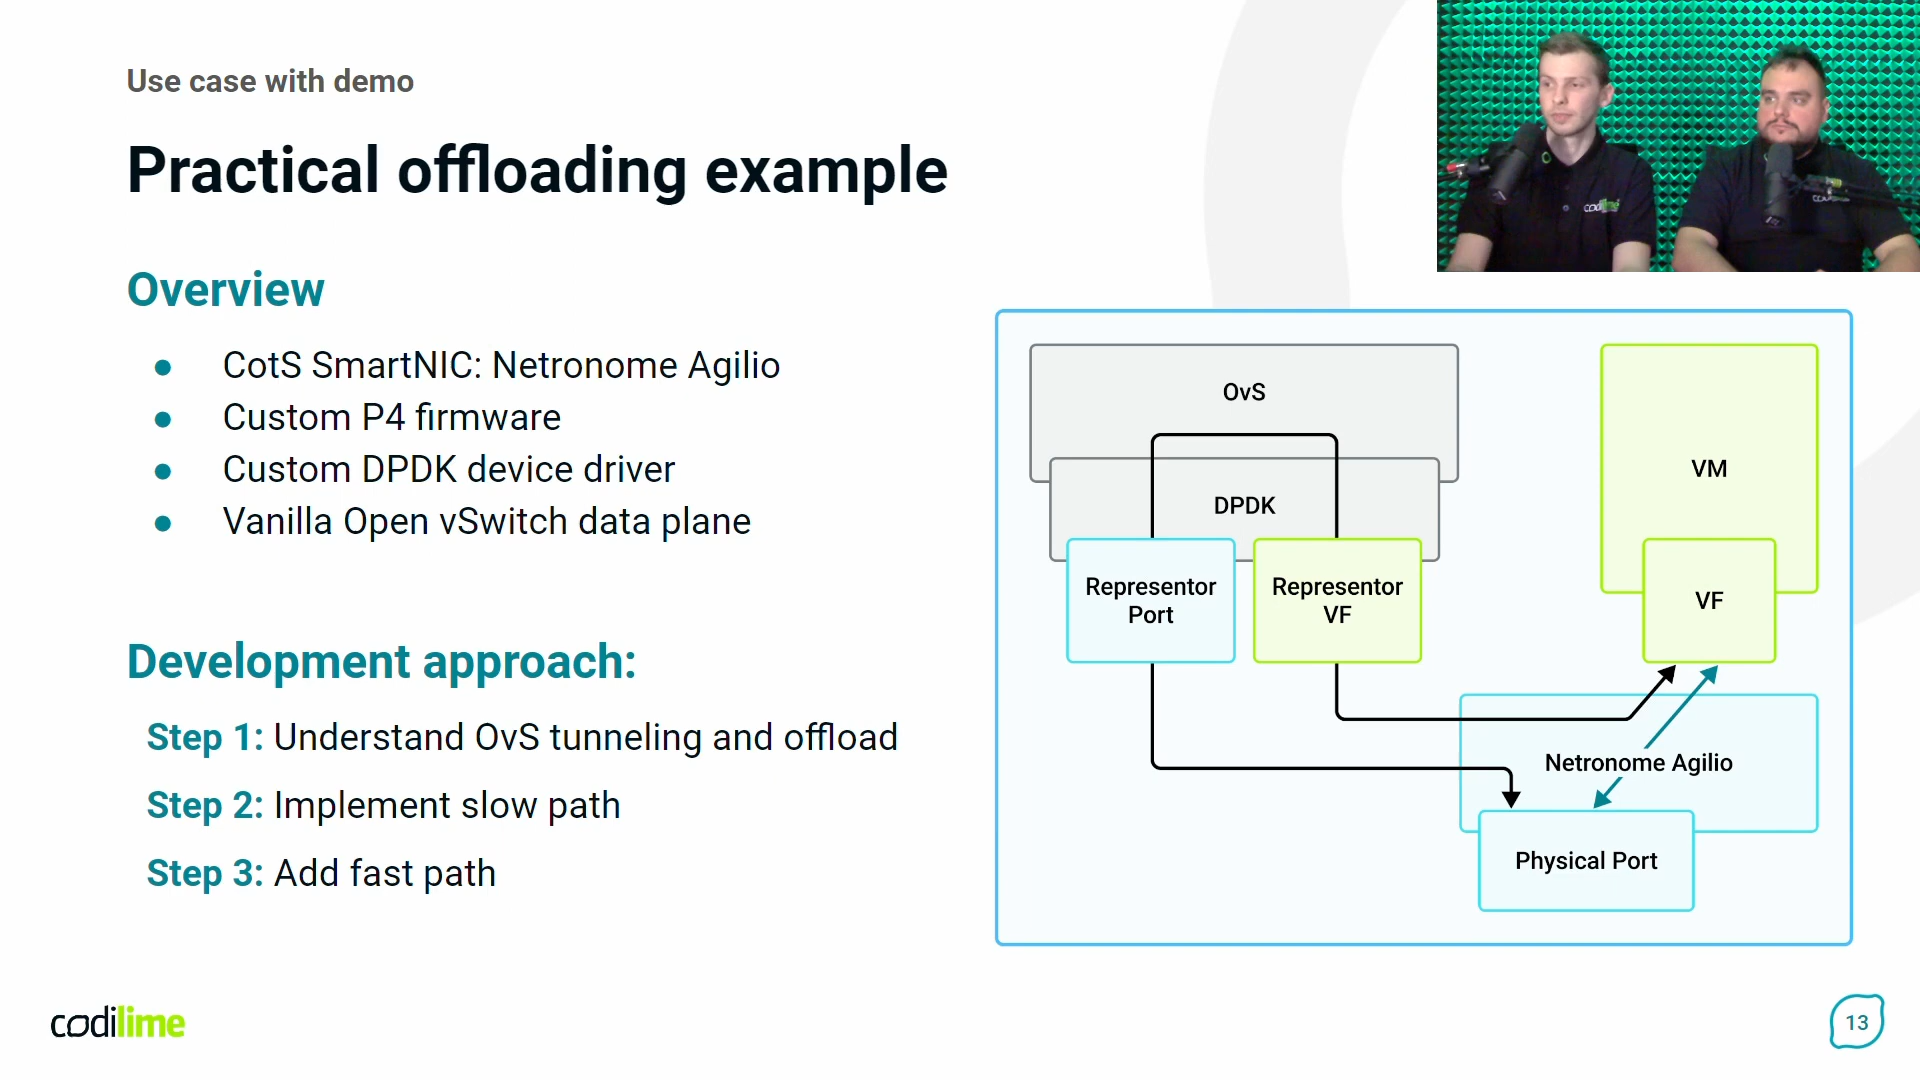 Use case with demo
Practical offloading example
Overview
● CotS SmartNIC: Netronome Agilio
● Custom P4 firmware
● Custom DPDK device driver
● Vanilla Open vSwitch data plane
Development approach:
Step 1: Understand OvS tunneling and offload
Step 2: Implement slow path
Step 3: Add fast path
OvS
DPDK
Representor
Port
Representor
VF
VM
VF
Netronome Agilio
Physical Port
codilime
codilime
13